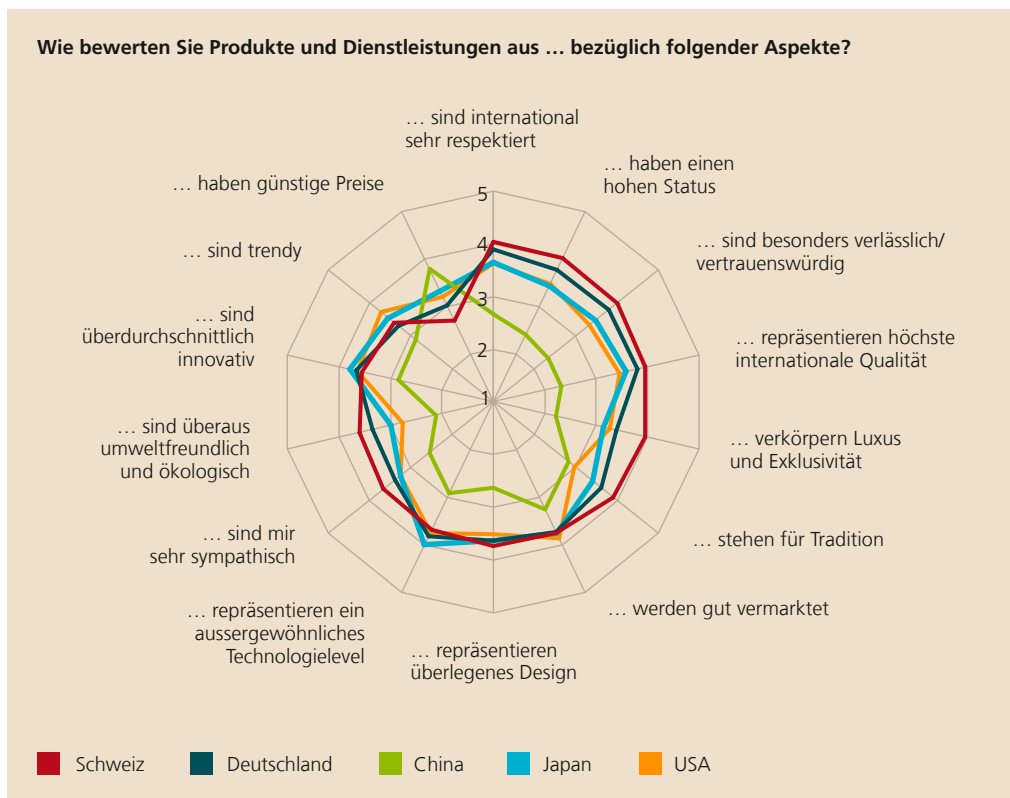 Wie bewerten Sie Produkte und Dienstleistungen aus … bezüglich folgender Aspekte?
… sind international
sehr respektiert
… haben einen
hohen Status
… sind besonders verlässlich/
vertrauenswürdig
… repräsentieren höchste
internationale Qualität
… verkörpern Luxus
und Exklusivität
… stehen für Tradition
… werden gut vermarktet
… repräsentieren
überlegenes Design
… repräsentieren ein
aussergewöhnliches
Technologielevel
… sind mir
sehr sympathisch
… sind überaus
umweltfreundlich
und ökologisch
… sind
überdurchschnittlich
innovativ
… sind trendy
… haben günstige Preise
5
4
3
2
1
Schweiz
Deutschland
China
Japan
USA